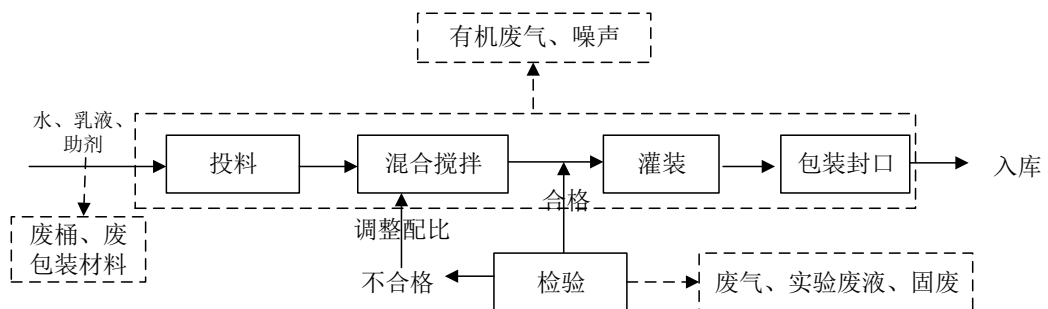 有机废气、噪声
水、乳液、
助剂
投料
混合搅拌
灌装
包装封口
入库
合格
调整配比
废桶、废
包装材料
不合格
检验
废气、实验废液、固废